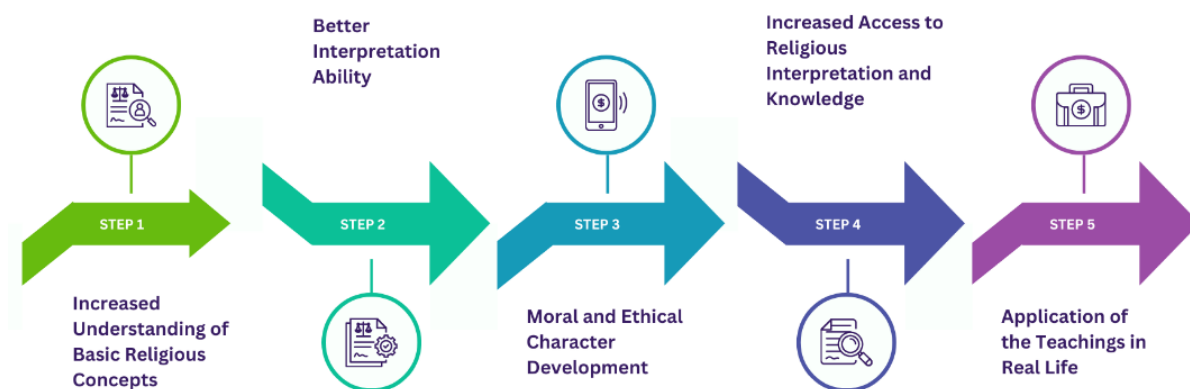 STEP 1
Increased
Understanding of
Basic Religious
Concepts
Better
Interpretation
Ability
STEP 2
STEP 3
Moral and Ethical
Character
Development
Increased Access to
Religious
Interpretation and
Knowledge
STEP 4
STEP 5
Application of
the Teachings in
Real Life